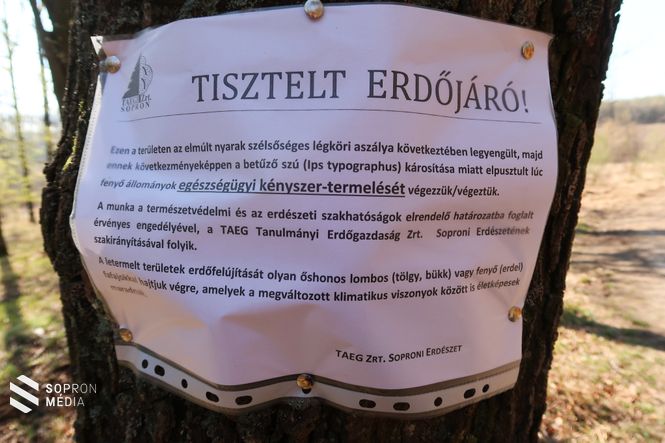 TAEG Zrt.
SOPRON
TISZTELT ERDŐJÁRÓ!
Ezen a területen az elmúlt nyarak szélsőséges légköri aszálya következtében legyengült, majd
ennek következményeképpen a betűző szú (Ips typographus) károsítása miatt elpusztult lúc
fenyő állományok egészségügyi kényszer-termelését végezzük/végeztük.
A munka a természetvédelmi és az erdészeti szakhatóságok elrendelő határozatba foglalt
érvényes engedélyével, a TAEG Tanulmányi Erdőgazdaság Zrt. Soproni Erdészetének
szakirányításával folyik.
A letermelt területek erdőfelújítását olyan őshonos lombos (tölgy, bükk) vagy fenyő (erdei)
fafajokkal hajtjuk végre, amelyek a megváltozott klimatikus viszonyok között is életképesek
maradnak.
TAEG ZRT. SOPRONI ERDÉSZET
SOPRON
MÉDIA